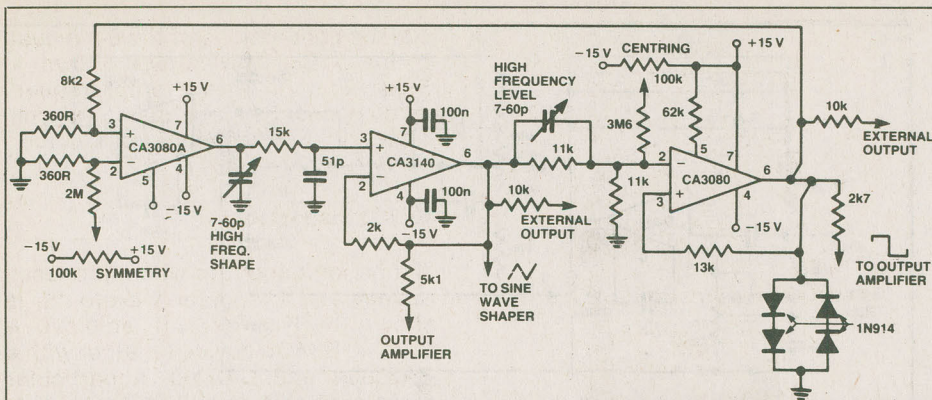 8k2
360R
360R
2M
3
2
CA3080A
+
−
+15 V
7
6
5
4
−15 V
−15 V
+15 V
100k
SYMMETRY
7-60p
HIGH
FREQ.
SHAPE
15k
51p
+15 V
100n
7
3
+
CA3140
6
2
−
4
100n
−15 V
2k
5k1
OUTPUT
AMPLIFIER
10k
EXTERNAL
OUTPUT
TO SINE
WAVE
SHAPER
HIGH
FREQUENCY
LEVEL
7-60p
11k
11k
−15 V
CENTRING
100k
3M6
62k
+15 V
5
7
2
−
CA3080
6
+
3
4
−15 V
13k
10k
EXTERNAL
OUTPUT
2k7
TO OUTPUT
AMPLIFIER
1N914